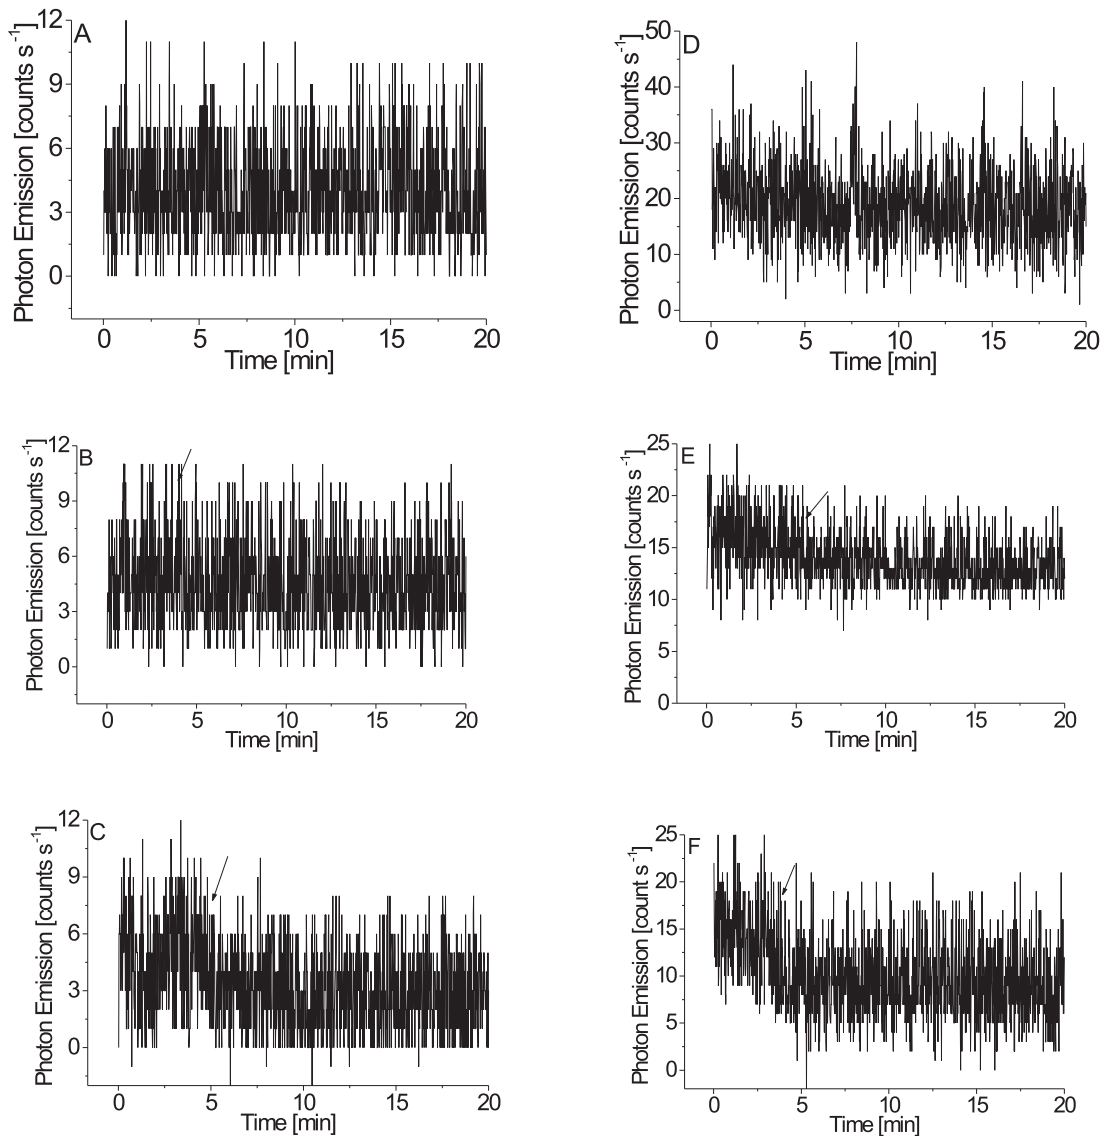 A
Photon Emission [counts s⁻¹]
12
9
6
3
0
0 5 10 15 20
Time [min]
D
Photon Emission [counts s⁻¹]
50
40
30
20
10
0
0 5 10 15 20
Time [min]
B
Photon Emission [counts s⁻¹]
12
9
6
3
0
0 5 10 15 20
Time [min]
E
Photon Emission [counts s⁻¹]
25
20
15
10
5
0
0 5 10 15 20
Time [min]
C
Photon Emission [counts s⁻¹]
12
9
6
3
0
0 5 10 15 20
Time [min]
F
Photon Emission [count s⁻¹]
25
20
15
10
5
0
0 5 10 15 20
Time [min]